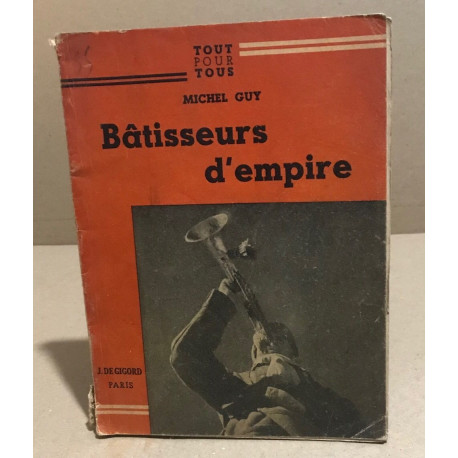 TOUT
POUR
TOUS
MICHEL GUY
Bâtisseurs
d'empire
J. DE GIGORD
PARIS